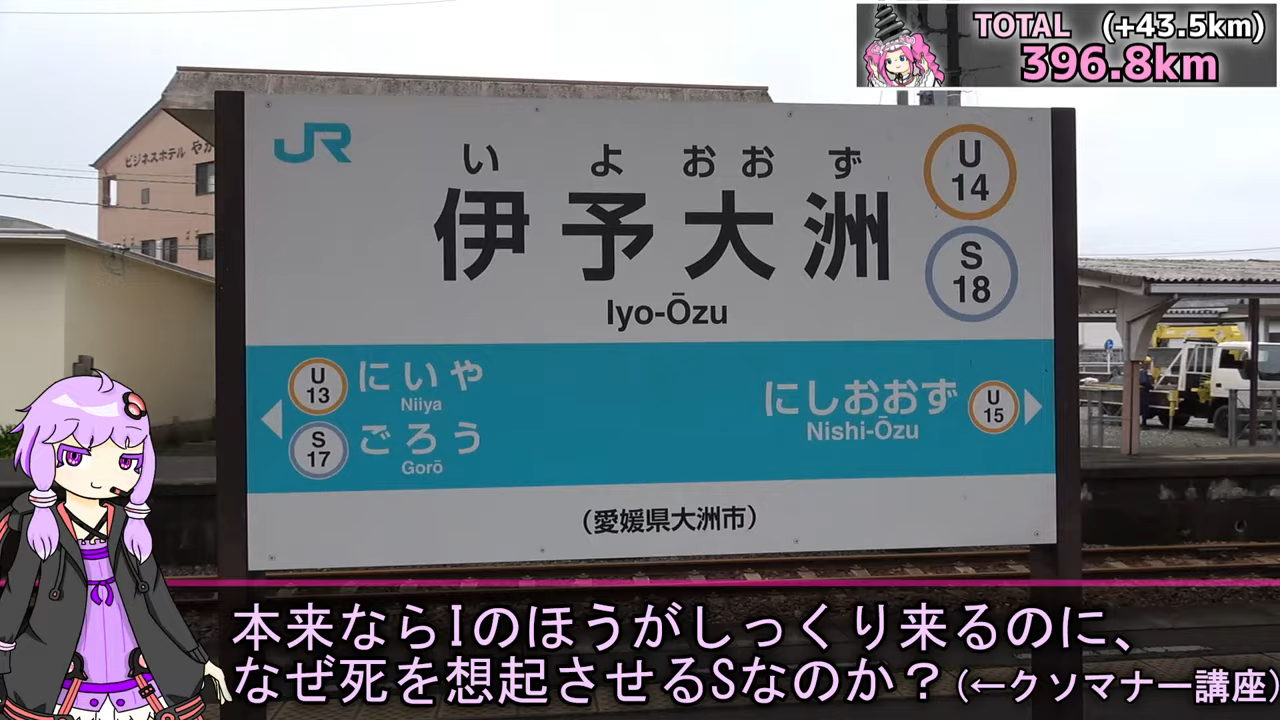 TOTAL (+43.5km)
396.8km
ビジネスホテル やか
JR
いよおおず
伊予大洲
Iyo-Ōzu
U
14
S
18
U
13
にいや
Niiya
S
17
ごろう
Gorō
にしおおず
Nishi-Ōzu
U
15
(愛媛県大洲市)
本来ならIのほうがしっくり来るのに、
なぜ死を想起させるSなのか？(←クソマナー講座)